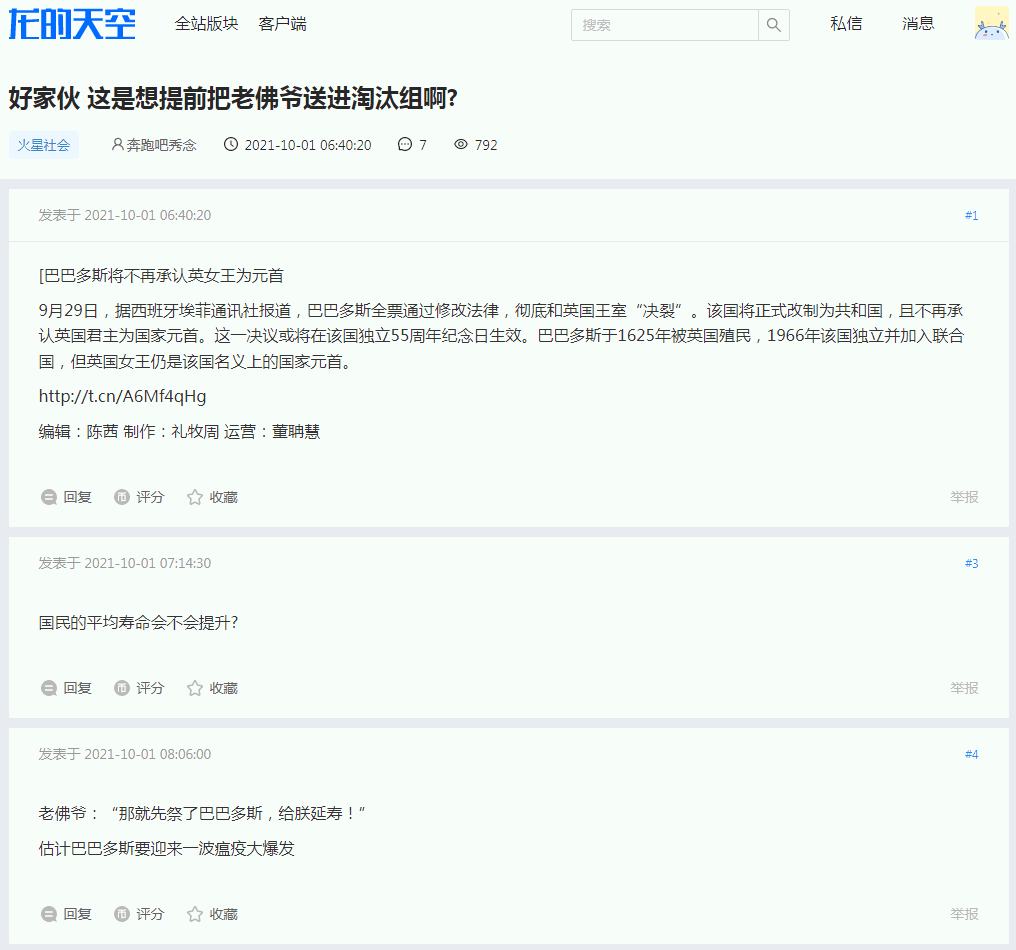 龙的天空 全站版块 客户端 搜索 私信 消息
好家伙 这是想提前把老佛爷送进淘汰组啊?
火星社会 奔跑吧秀念 2021-10-01 06:40:20 7 792
发表于 2021-10-01 06:40:20 #1
[巴巴多斯将不再承认英女王为元首
9月29日，据西班牙埃菲通讯社报道，巴巴多斯全票通过修改法律，彻底和英国王室“决裂”。该国将正式改制为共和国，且不再承
认英国君主为国家元首。这一决议或将在该国独立55周年纪念日生效。巴巴多斯于1625年被英国殖民，1966年该国独立并加入联合
国，但英国女王仍是该国名义上的国家元首。
http://t.cn/A6Mf4qHg
编辑：陈茜 制作：礼牧周 运营：董聃慧
回复 评分 收藏 举报
发表于 2021-10-01 07:14:30 #3
国民的平均寿命会不会提升?
回复 评分 收藏 举报
发表于 2021-10-01 08:06:00 #4
老佛爷：“那就先祭了巴巴多斯，给朕延寿！”
估计巴巴多斯要迎来一波瘟疫大爆发
回复 评分 收藏 举报